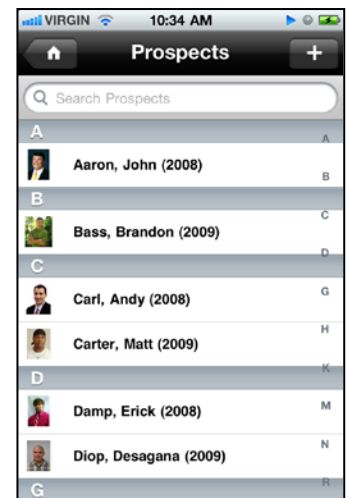 VIRGIN 10:34 AM
Prospects +
Search Prospects
A
A
Aaron, John (2008)
B
B
C
Bass, Brandon (2009)
D
C
Carl, Andy (2008)
G
Carter, Matt (2009)
H
K
D
Damp, Erick (2008)
M
Diop, Desagana (2009)
N
G
R